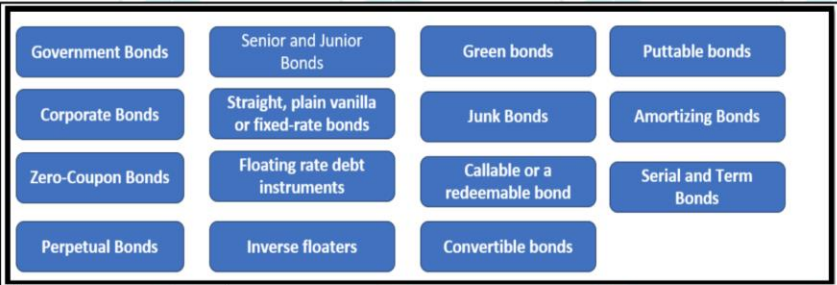 Government Bonds
Senior and Junior
Bonds
Green bonds
Puttable bonds
Corporate Bonds
Straight, plain vanilla
or fixed-rate bonds
Junk Bonds
Amortizing Bonds
Zero-Coupon Bonds
Floating rate debt
instruments
Callable or a
redeemable bond
Serial and Term
Bonds
Perpetual Bonds
Inverse floaters
Convertible bonds